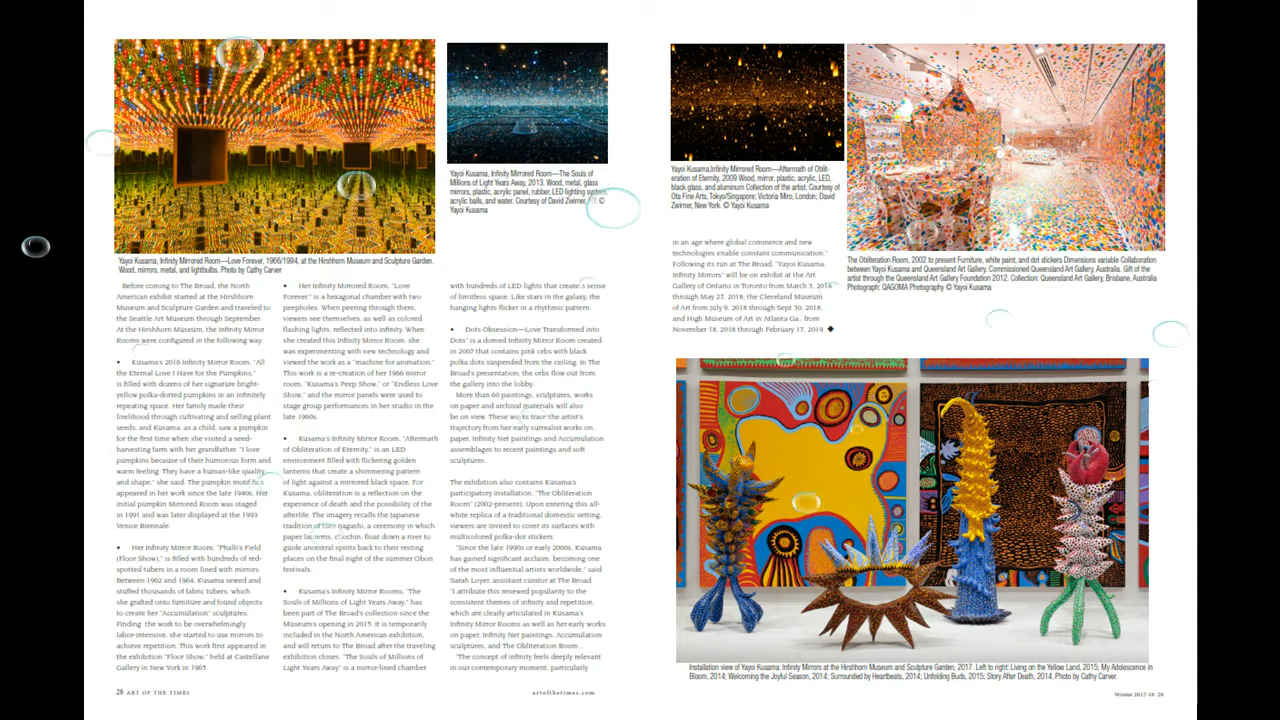 Yayoi Kusama, Infinity Mirrored Room—Love Forever, 1966/1994, at the Hirshhorn Museum and Sculpture Garden.
Wood, mirrors, metal, and lightbulbs. Photo by Cathy Carver
Yayoi Kusama, Infinity Mirrored Room—The Souls of
Millions of Light Years Away, 2013. Wood, metal, glass
mirrors, plastic, acrylic panel, rubber, LED lighting system,
acrylic balls, and water. Courtesy of David Zwirner, NY. ©
Yayoi Kusama
Before coming to The Broad, the North
American exhibit started at the Hirshhorn
Museum and Sculpture Garden and traveled to
the Seattle Art Museum through September.
At the Hirshhorn Museum, the Infinity Mirror
Rooms were configured in the following way.
• Kusama's 2016 Infinity Mirror Room, "All
the Eternal Love I Have for the Pumpkins,"
is filled with dozens of her signature bright-
yellow polka-dotted pumpkins in an infinitely
repeating space. Her family made their
livelihood through cultivating and selling plant
seeds, and Kusama, as a child, saw a pumpkin
for the first time when she visited a seed-
harvesting farm with her grandfather. "I love
pumpkins because of their humorous form and
warm feeling. They have a human-like quality
and shape," she said. The pumpkin motif has
appeared in her work since the late 1940s. Her
initial pumpkin Mirrored Room was staged
in 1991 and was later displayed at the 1993
Venice Biennale.
• Her Infinity Mirror Room, "Phalli's Field
(Floor Show)," is filled with hundreds of red-
spotted tubers in a room lined with mirrors.
Between 1962 and 1964, Kusama sewed and
stuffed thousands of fabric tubers, which
she grafted onto furniture and found objects
to create her "Accumulation" sculptures.
Finding the work to be overwhelmingly
labor-intensive, she started to use mirrors to
achieve repetition. This work first appeared in
the exhibition "Floor Show," held at Castellane
Gallery in New York in 1965.
• Her Infinity Mirrored Room, "Love
Forever," is a hexagonal chamber with two
peepholes. When peering through them,
viewers see themselves, as well as colored
flashing lights, reflected into infinity. When
she created this Infinity Mirror Room, she
was experimenting with new technology and
viewed the work as a "machine for animation."
This work is a re-creation of her 1966 mirror
room, "Kusama's Peep Show," or "Endless Love
Show," and the mirror panels were used to
stage group performances in her studio in the
late 1960s.
• Kusama's Infinity Mirror Room, "Aftermath
of Obliteration of Eternity," is an LED
environment filled with flickering golden
lanterns that create a shimmering pattern
of light against a mirrored black space. For
Kusama, obliteration is a reflection on the
experience of death and the possibility of the
afterlife. The imagery recalls the Japanese
tradition of toro nagashi, a ceremony in which
paper lanterns, chochin, float down a river to
guide ancestral spirits back to their resting
places on the final night of the summer Obon
festivals.
• Kusama's Infinity Mirror Rooms, "The
Souls of Millions of Light Years Away," has
been part of The Broad's collection since the
Museum's opening in 2015. It is temporarily
included in the North American exhibition,
and will return to The Broad after the traveling
exhibition closes. "The Souls of Millions of
Light Years Away" is a mirror-lined chamber
with hundreds of LED lights that create a sense
of limitless space. Like stars in the galaxy, the
hanging lights flicker in a rhythmic pattern.
• Dots Obsession—Love Transformed into
Dots" is a domed Infinity Mirror Room created
in 2007 that contains pink orbs with black
polka dots suspended from the ceiling. In The
Broad's presentation, the orbs flow out from
the gallery into the lobby.
More than 60 paintings, sculptures, works
on paper and archival materials will also
be on view. These works trace the artist's
trajectory from her early surrealist works on
paper, Infinity Net paintings and Accumulation
assemblages to recent paintings and soft
sculptures.
The exhibition also contains Kusama's
participatory installation, "The Obliteration
Room" (2002-present). Upon entering this all-
white replica of a traditional domestic setting,
viewers are invited to cover its surfaces with
multicolored polka-dot stickers.
"Since the late 1990s or early 2000s, Kusama
has gained significant acclaim, becoming one
of the most influential artists worldwide," said
Sarah Loyer, assistant curator at The Broad
"I attribute this renewed popularity to the
consistent themes of infinity and repetition,
which are clearly articulated in Kusama's
Infinity Mirror Rooms as well as her early works
on paper, Infinity Net paintings, Accumulation
sculptures, and The Obliteration Room...
"The concept of infinity feels deeply relevant
in our contemporary moment, particularly
28 ART OF THE TIMES
artofthetimes.com
Yayoi Kusama,Infinity Mirrored Room—Aftermath of Oblit-
eration of Eternity, 2009 Wood, mirror, plastic, acrylic, LED,
black glass, and aluminum Collection of the artist. Courtesy of
Ota Fine Arts, Tokyo/Singapore; Victoria Miro, London; David
Zwirner, New York. © Yayoi Kusama
in an age where global commerce and new
technologies enable constant communication."
Following its run at The Broad, "Yayoi Kusama:
Infinity Mirrors" will be on exhibit at the Art
Gallery of Ontario in Toronto from March 3, 2018
through May 27, 2018; the Cleveland Museum
of Art from July 9, 2018 through Sept 30, 2018;
and High Museum of Art in Atlanta Ga., from
November 18, 2018 through February 17, 2019. ◆
The Obliteration Room, 2002 to present Furniture, white paint, and dot stickers Dimensions variable Collaboration
between Yayoi Kusama and Queensland Art Gallery, Commissioned Queensland Art Gallery, Australia. Gift of the
artist through the Queensland Art Gallery Foundation 2012. Collection: Queensland Art Gallery, Brisbane, Australia
Photograph: QAGOMA Photography. © Yayoi Kusama
Installation view of Yayoi Kusama: Infinity Mirrors at the Hirshhorn Museum and Sculpture Garden, 2017. Left to right: Living on the Yellow Land, 2015; My Adolescence in
Bloom, 2014; Welcoming the Joyful Season, 2014; Surrounded by Heartbeats, 2014; Unfolding Buds, 2015; Story After Death, 2014. Photo by Cathy Carver.
Winter 2017-18 29